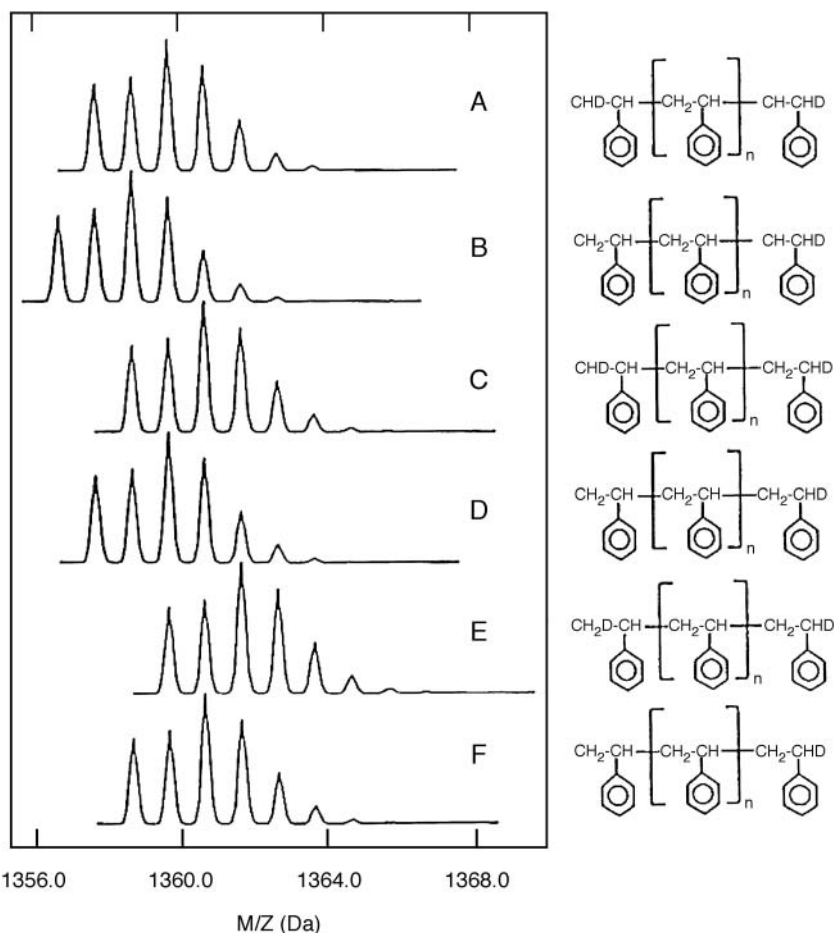 A
CHD-CH CH₂-CH CH-CHD
n
B
CH₂-CH CH₂-CH CH-CHD
n
C
CHD-CH CH₂-CH CH₂-CHD
n
D
CH₂-CH CH₂-CH CH₂-CHD
n
E
CH₂D-CH CH₂-CH CH₂-CHD
n
F
CH₂-CH CH₂-CH CH₂-CHD
n
1356.0 1360.0 1364.0 1368.0
M/Z (Da)